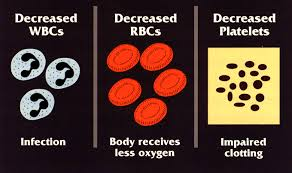 Decreased
WBCs
Infection
Decreased
RBCs
Body receives
less oxygen
Decreased
Platelets
Impaired
clotting